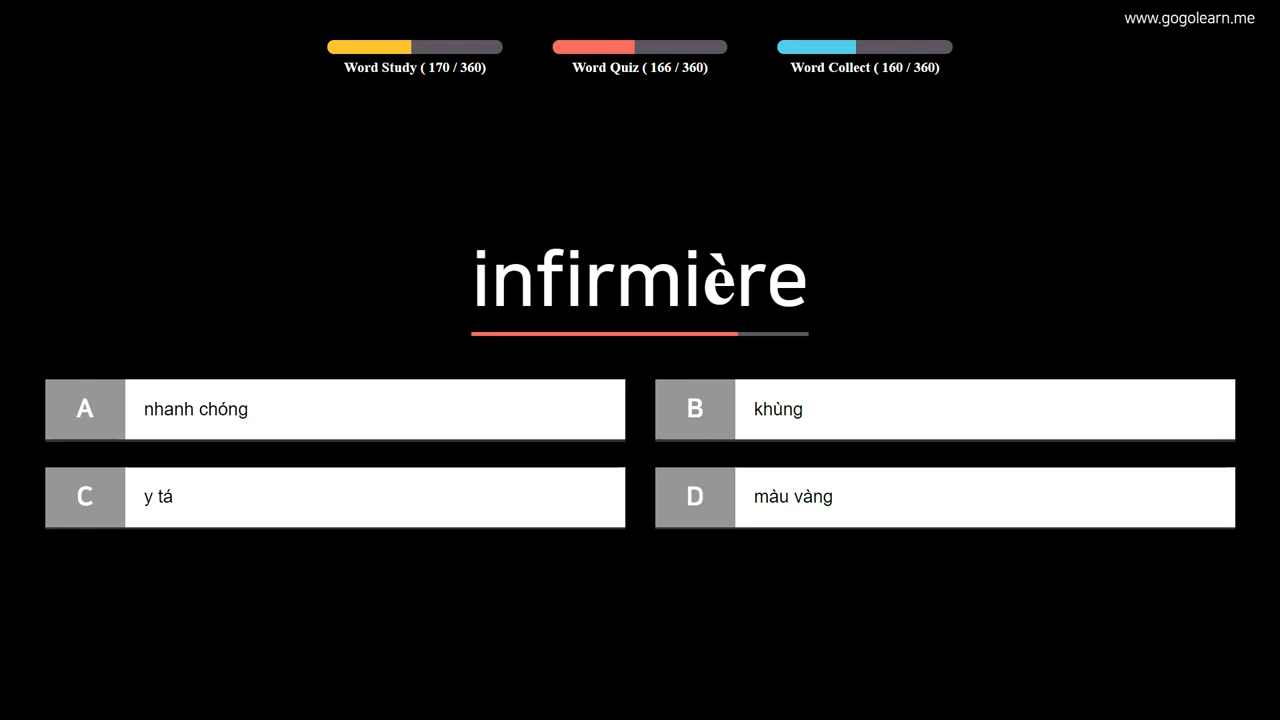 www.gogolearn.me
Word Study ( 170 / 360)
Word Quiz ( 166 / 360)
Word Collect ( 160 / 360)
infirmière
A
nhanh chóng
B
khùng
C
y tá
D
màu vàng